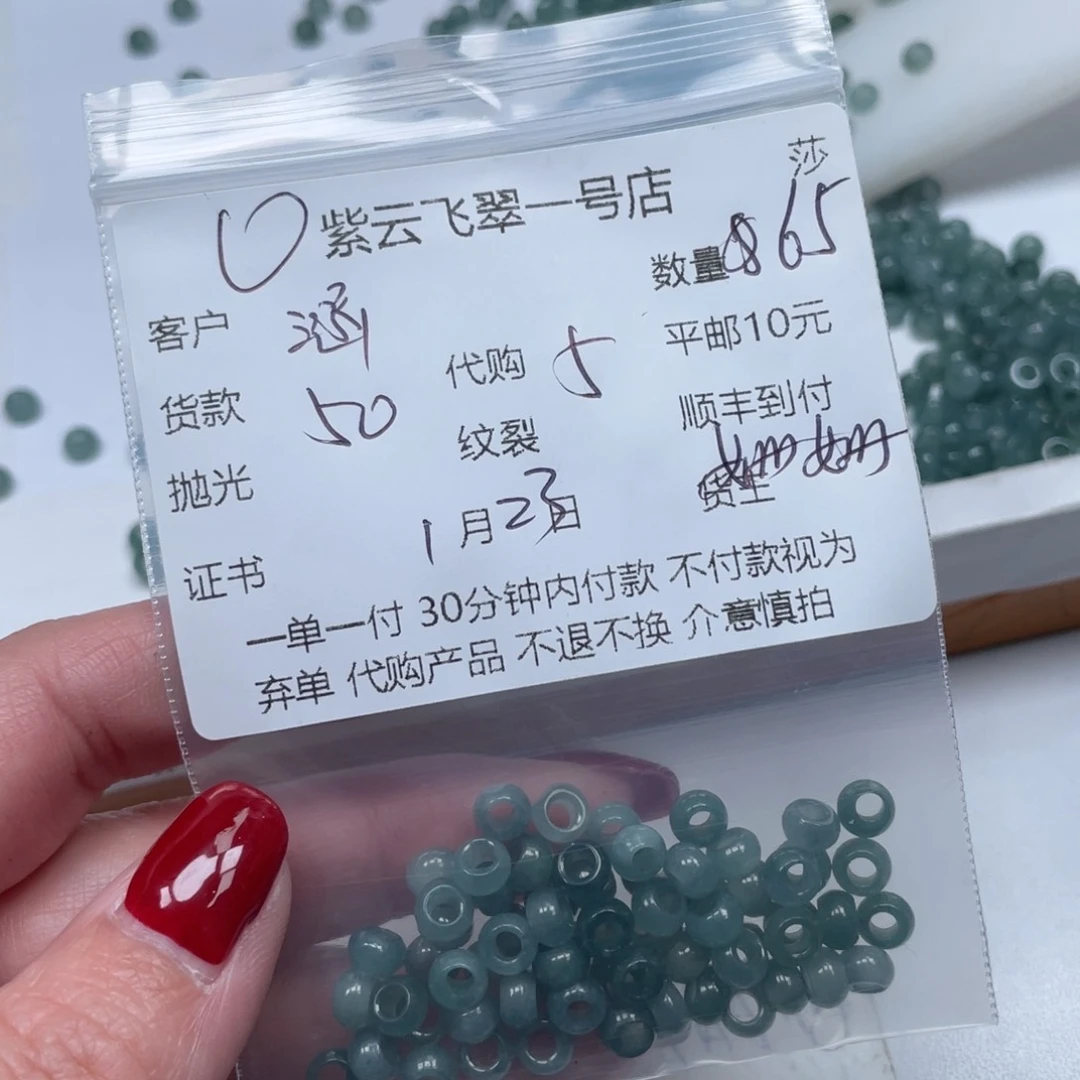 莎
紫云飞翠一号店
数量 65
客户 涵 代购 5 平邮10元
货款 50 纹裂 顺丰到付
抛光 1月23日 货主
证书
一单一付 30分钟内付款 不付款视为
弃单 代购产品 不退不换 介意慎拍